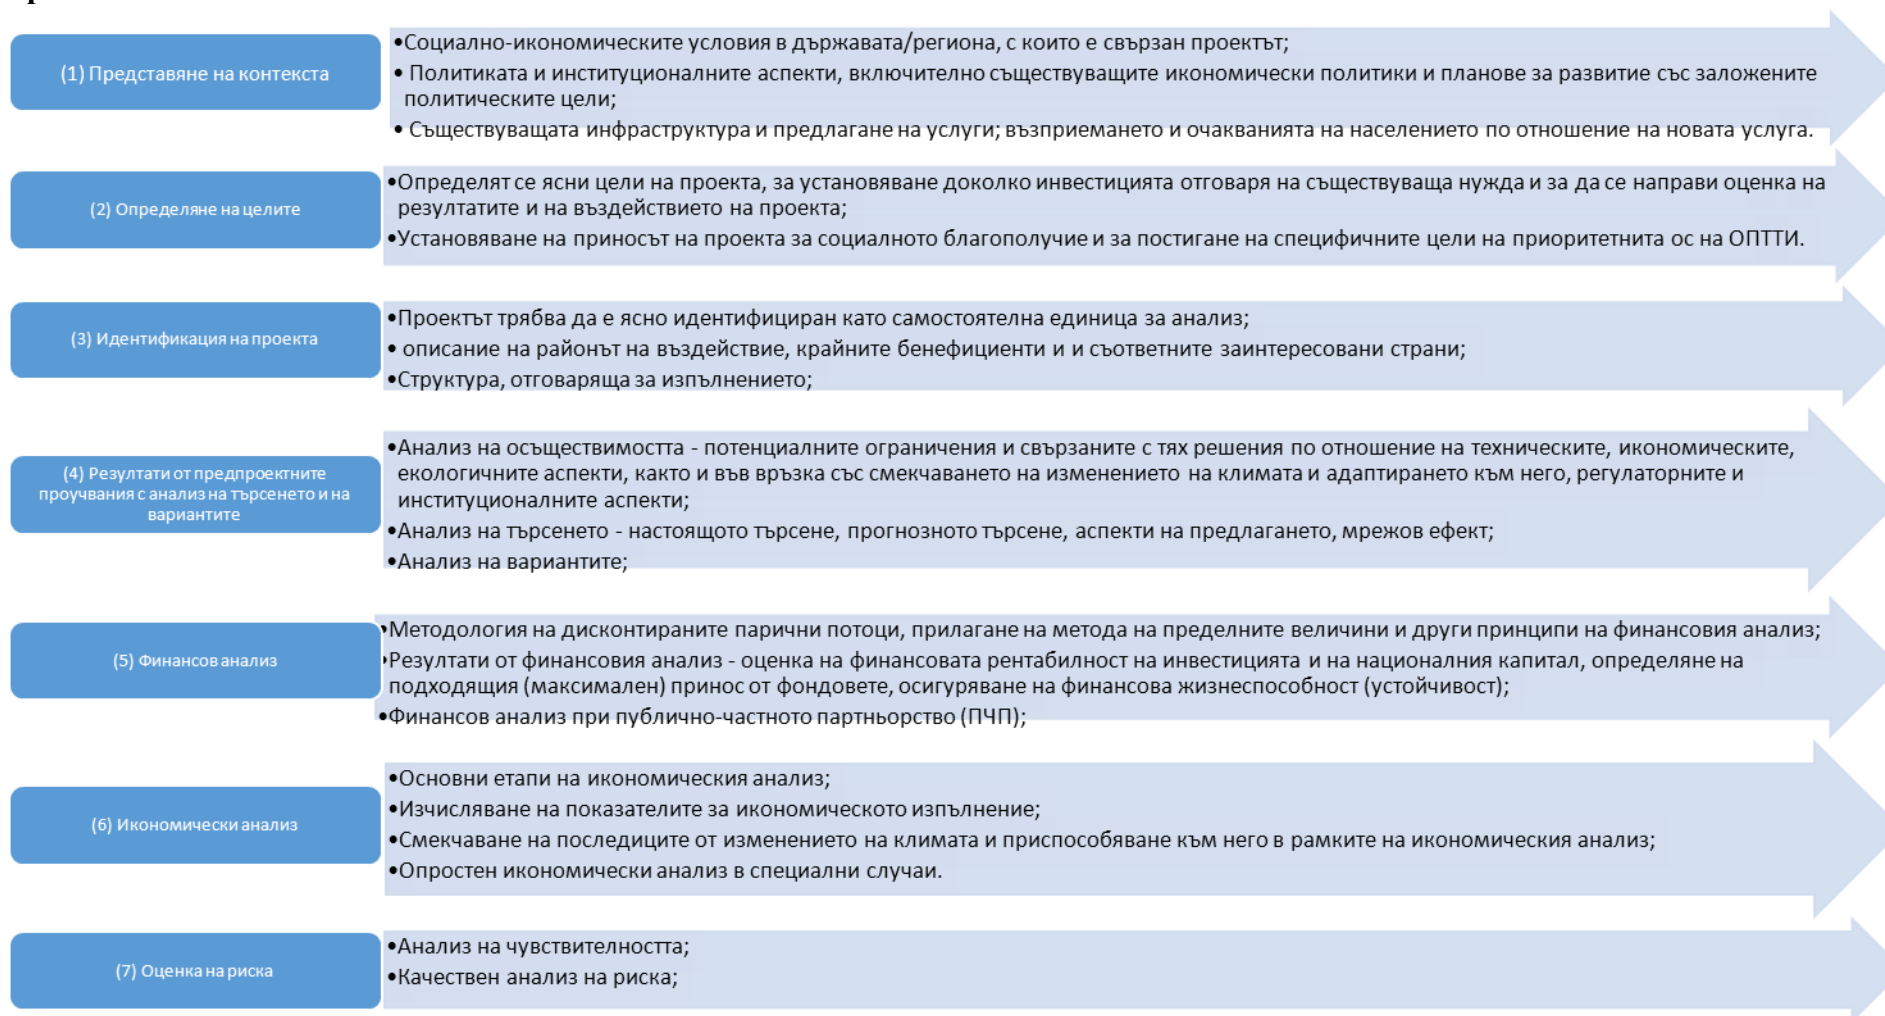 (1) Представяне на контекста
•Социално-икономическите условия в държавата/региона, с които е свързан проектът;
• Политиката и институционалните аспекти, включително съществуващите икономически политики и планове за развитие със заложените
политическите цели;
• Съществуващата инфраструктура и предлагане на услуги; възприемането и очакванията на населението по отношение на новата услуга.
(2) Определяне на целите
•Определят се ясни цели на проекта, за установяване доколко инвестицията отговаря на съществуваща нужда и за да се направи оценка на
резултатите и на въздействието на проекта;
•Установяване на приносът на проекта за социалното благополучие и за постигане на специфичните цели на приоритетнита ос на ОПТТИ.
(3) Идентификация на проекта
•Проектът трябва да е ясно идентифициран като самостоятелна единица за анализ;
• описание на районът на въздействие, крайните бенефициенти и и съответните заинтересовани страни;
•Структура, отговаряща за изпълнението;
(4) Резултати от предпроектните
проучвания с анализ на търсенето и на
вариантите
•Анализ на осъществимостта - потенциалните ограничения и свързаните с тях решения по отношение на техническите, икономическите,
екологичните аспекти, както и във връзка със смекчаването на изменението на климата и адаптирането към него, регулаторните и
институционалните аспекти;
•Анализ на търсенето - настоящото търсене, прогнозното търсене, аспекти на предлагането, мрежов ефект;
•Анализ на вариантите;
(5) Финансов анализ
•Методология на дисконтираните парични потоци, прилагане на метода на пределните величини и други принципи на финансовия анализ;
•Резултати от финансовия анализ - оценка на финансовата рентабилност на инвестицията и на националния капитал, определяне на
подходящия (максимален) принос от фондовете, осигуряване на финансова жизнеспособност (устойчивост);
•Финансов анализ при публично-частното партньорство (ПЧП);
(6) Икономически анализ
•Основни етапи на икономическия анализ;
•Изчисляване на показателите за икономическото изпълнение;
•Смекчаване на последиците от изменението на климата и приспособяване към него в рамките на икономическия анализ;
•Опростен икономически анализ в специални случаи.
(7) Оценка на риска
•Анализ на чувствителността;
•Качествен анализ на риска;